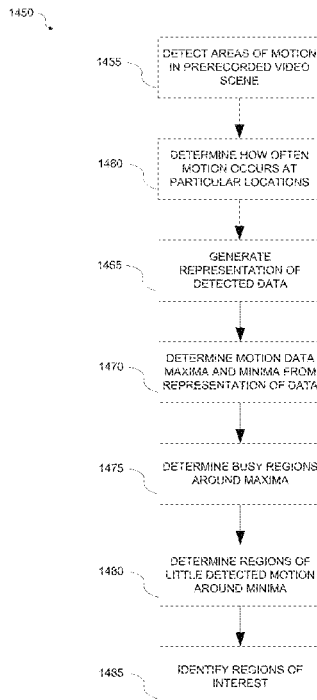 1450
1455
DETECT AREAS OF MOTION
IN PRERECORDED VIDEO
SCENE
1460
DETERMINE HOW OFTEN
MOTION OCCURS AT
PARTICULAR LOCATIONS
1465
GENERATE
REPRESENTATION OF
DETECTED DATA
1470
DETERMINE MOTION DATA
MAXIMA AND MINIMA FROM
REPRESENTATION OF DATA
1475
DETERMINE BUSY REGIONS
AROUND MAXIMA
1480
DETERMINE REGIONS OF
LITTLE DETECTED MOTION
AROUND MINIMA
1485
IDENTIFY REGIONS OF
INTEREST